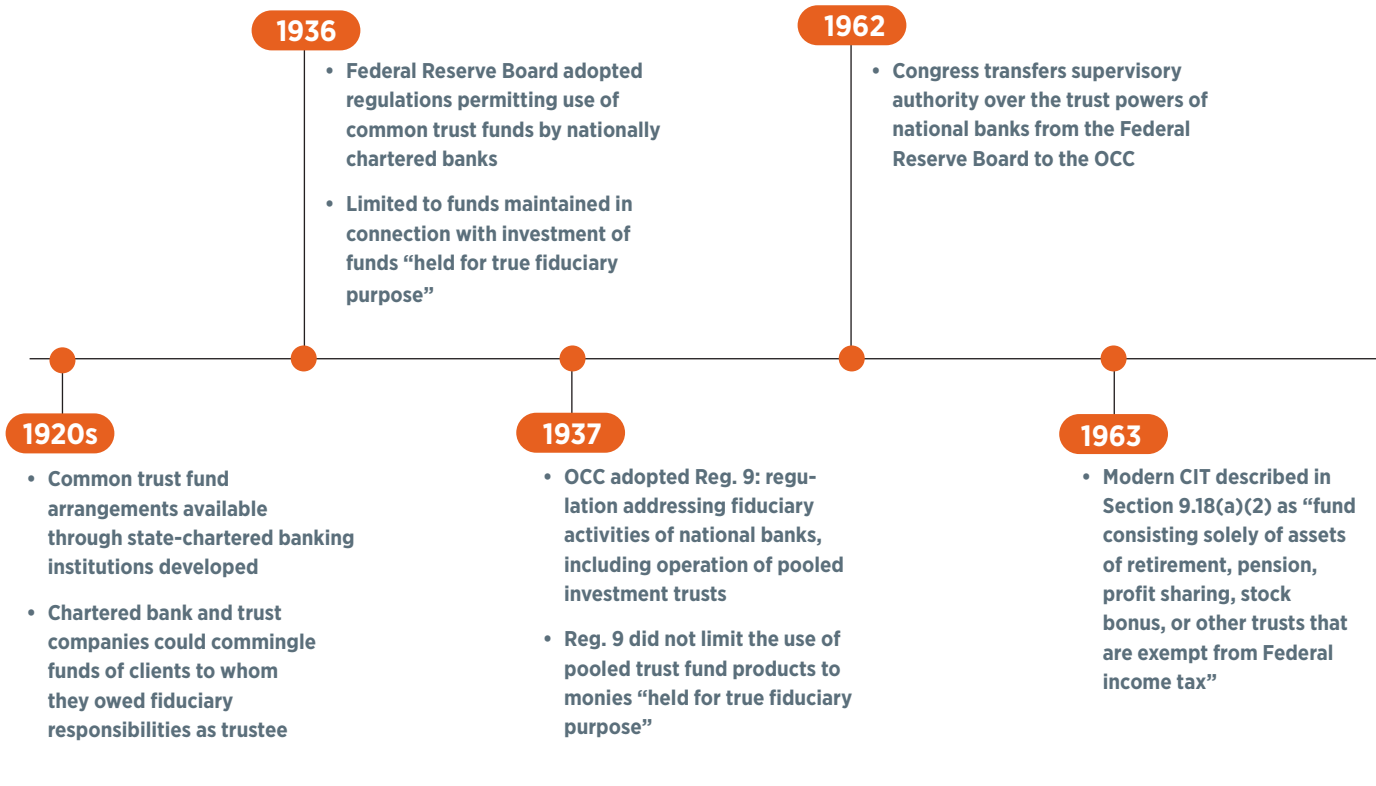 1936
• Federal Reserve Board adopted
regulations permitting use of
common trust funds by nationally
chartered banks
• Limited to funds maintained in
connection with investment of
funds “held for true fiduciary
purpose”
1962
• Congress transfers supervisory
authority over the trust powers of
national banks from the Federal
Reserve Board to the OCC
1920s
• Common trust fund
arrangements available
through state-chartered banking
institutions developed
• Chartered bank and trust
companies could commingle
funds of clients to whom
they owed fiduciary
responsibilities as trustee
1937
• OCC adopted Reg. 9: regu-
lation addressing fiduciary
activities of national banks,
including operation of pooled
investment trusts
• Reg. 9 did not limit the use of
pooled trust fund products to
monies “held for true fiduciary
purpose”
1963
• Modern CIT described in
Section 9.18(a)(2) as “fund
consisting solely of assets
of retirement, pension,
profit sharing, stock
bonus, or other trusts that
are exempt from Federal
income tax”